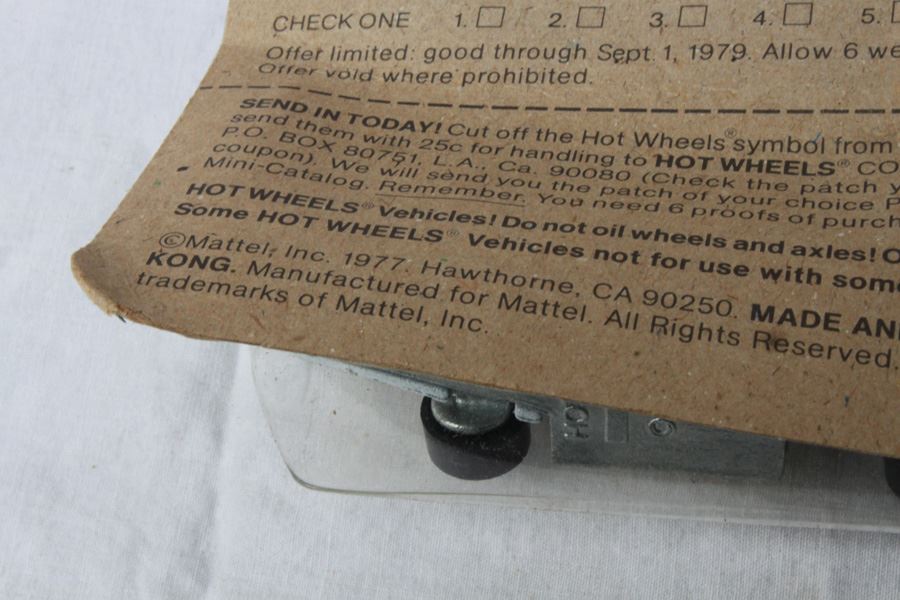 CHECK ONE 1. 2. 3. 4. 5.
Offer limited: good through Sept. 1, 1979. Allow 6 we
Offer void where prohibited.
SEND IN TODAY! Cut off the Hot Wheels® symbol from
send them with 25c for handling to HOT WHEELS® CO
P.O. BOX 80751, L.A., Ca. 90080 (Check the patch y
coupon). We will send you the patch of your choice P
Mini-Catalog. Remember. You need 6 proofs of purch
HOT WHEELS® Vehicles! Do not oil wheels and axles! O
Some HOT WHEELS® Vehicles not for use with some
©Mattel, Inc. 1977. Hawthorne, CA 90250. MADE AN
KONG. Manufactured for Mattel. All Rights Reserved.
trademarks of Mattel, Inc.
HO
©